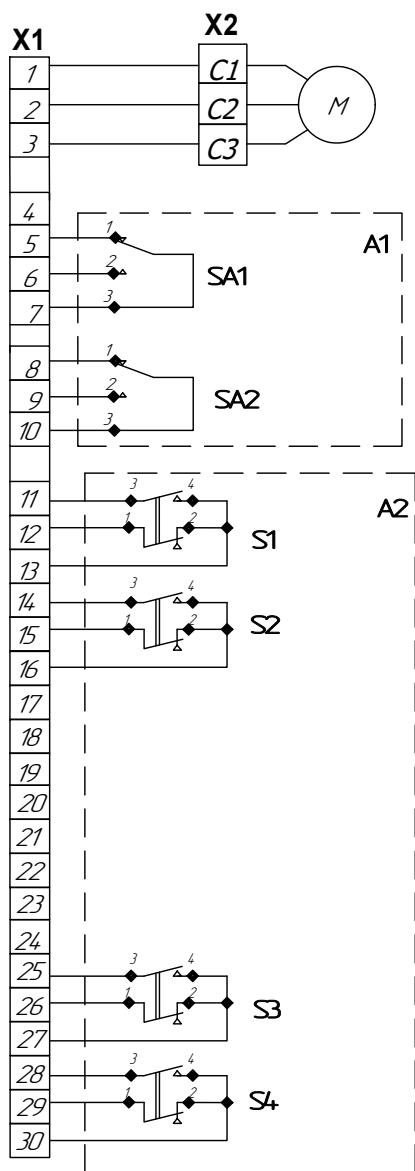 X1 X2
1 C1
2 C2 M
3 C3
4
5 1 A1
6 2 SA1
7 3
8 1
9 2 SA2
10 3
11 3 4 A2
12 1 2 S1
13
14 3 4
15 1 2 S2
16
17
18
19
20
21
22
23
24
25 3 4
26 1 2 S3
27
28 3 4
29 1 2 S4
30